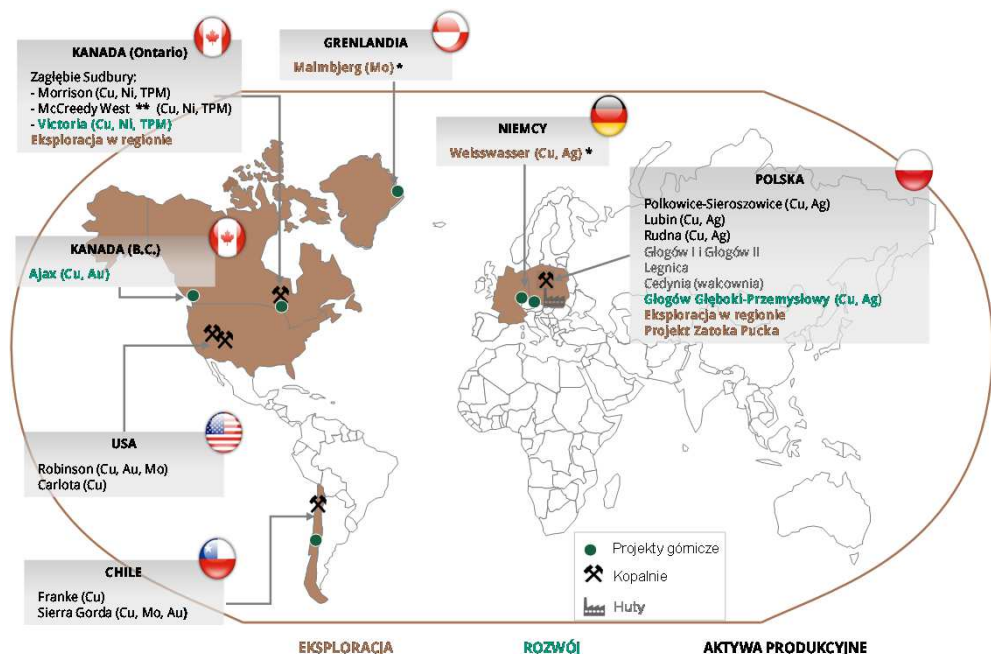 KANADA (Ontario)
Zagłębie Sudbury:
- Morrison (Cu, Ni, TPM)
- McCreedy West ** (Cu, Ni, TPM)
- Victoria (Cu, Ni, TPM)
Eksploracja w regionie
GRENLANDIA
Malmbjerg (Mo) *
NIEMCY
Weisswasser (Cu, Ag) *
POLSKA
Polkowice-Sieroszowice (Cu, Ag)
Lubin (Cu, Ag)
Rudna (Cu, Ag)
Głogów I i Głogów II
Legnica
Cedynia (walcownia)
Głogów Głęboki-Przemysłowy (Cu, Ag)
Eksploracja w regionie
Projekt Zatoka Pucka
KANADA (B.C.)
Ajax (Cu, Au)
USA
Robinson (Cu, Au, Mo)
Carlota (Cu)
CHILE
Franke (Cu)
Sierra Gorda (Cu, Mo, Au)
Projekty górnicze
Kopalnie
Huty
EKSPLORACJA ROZWÓJ AKTYWA PRODUKCYJNE